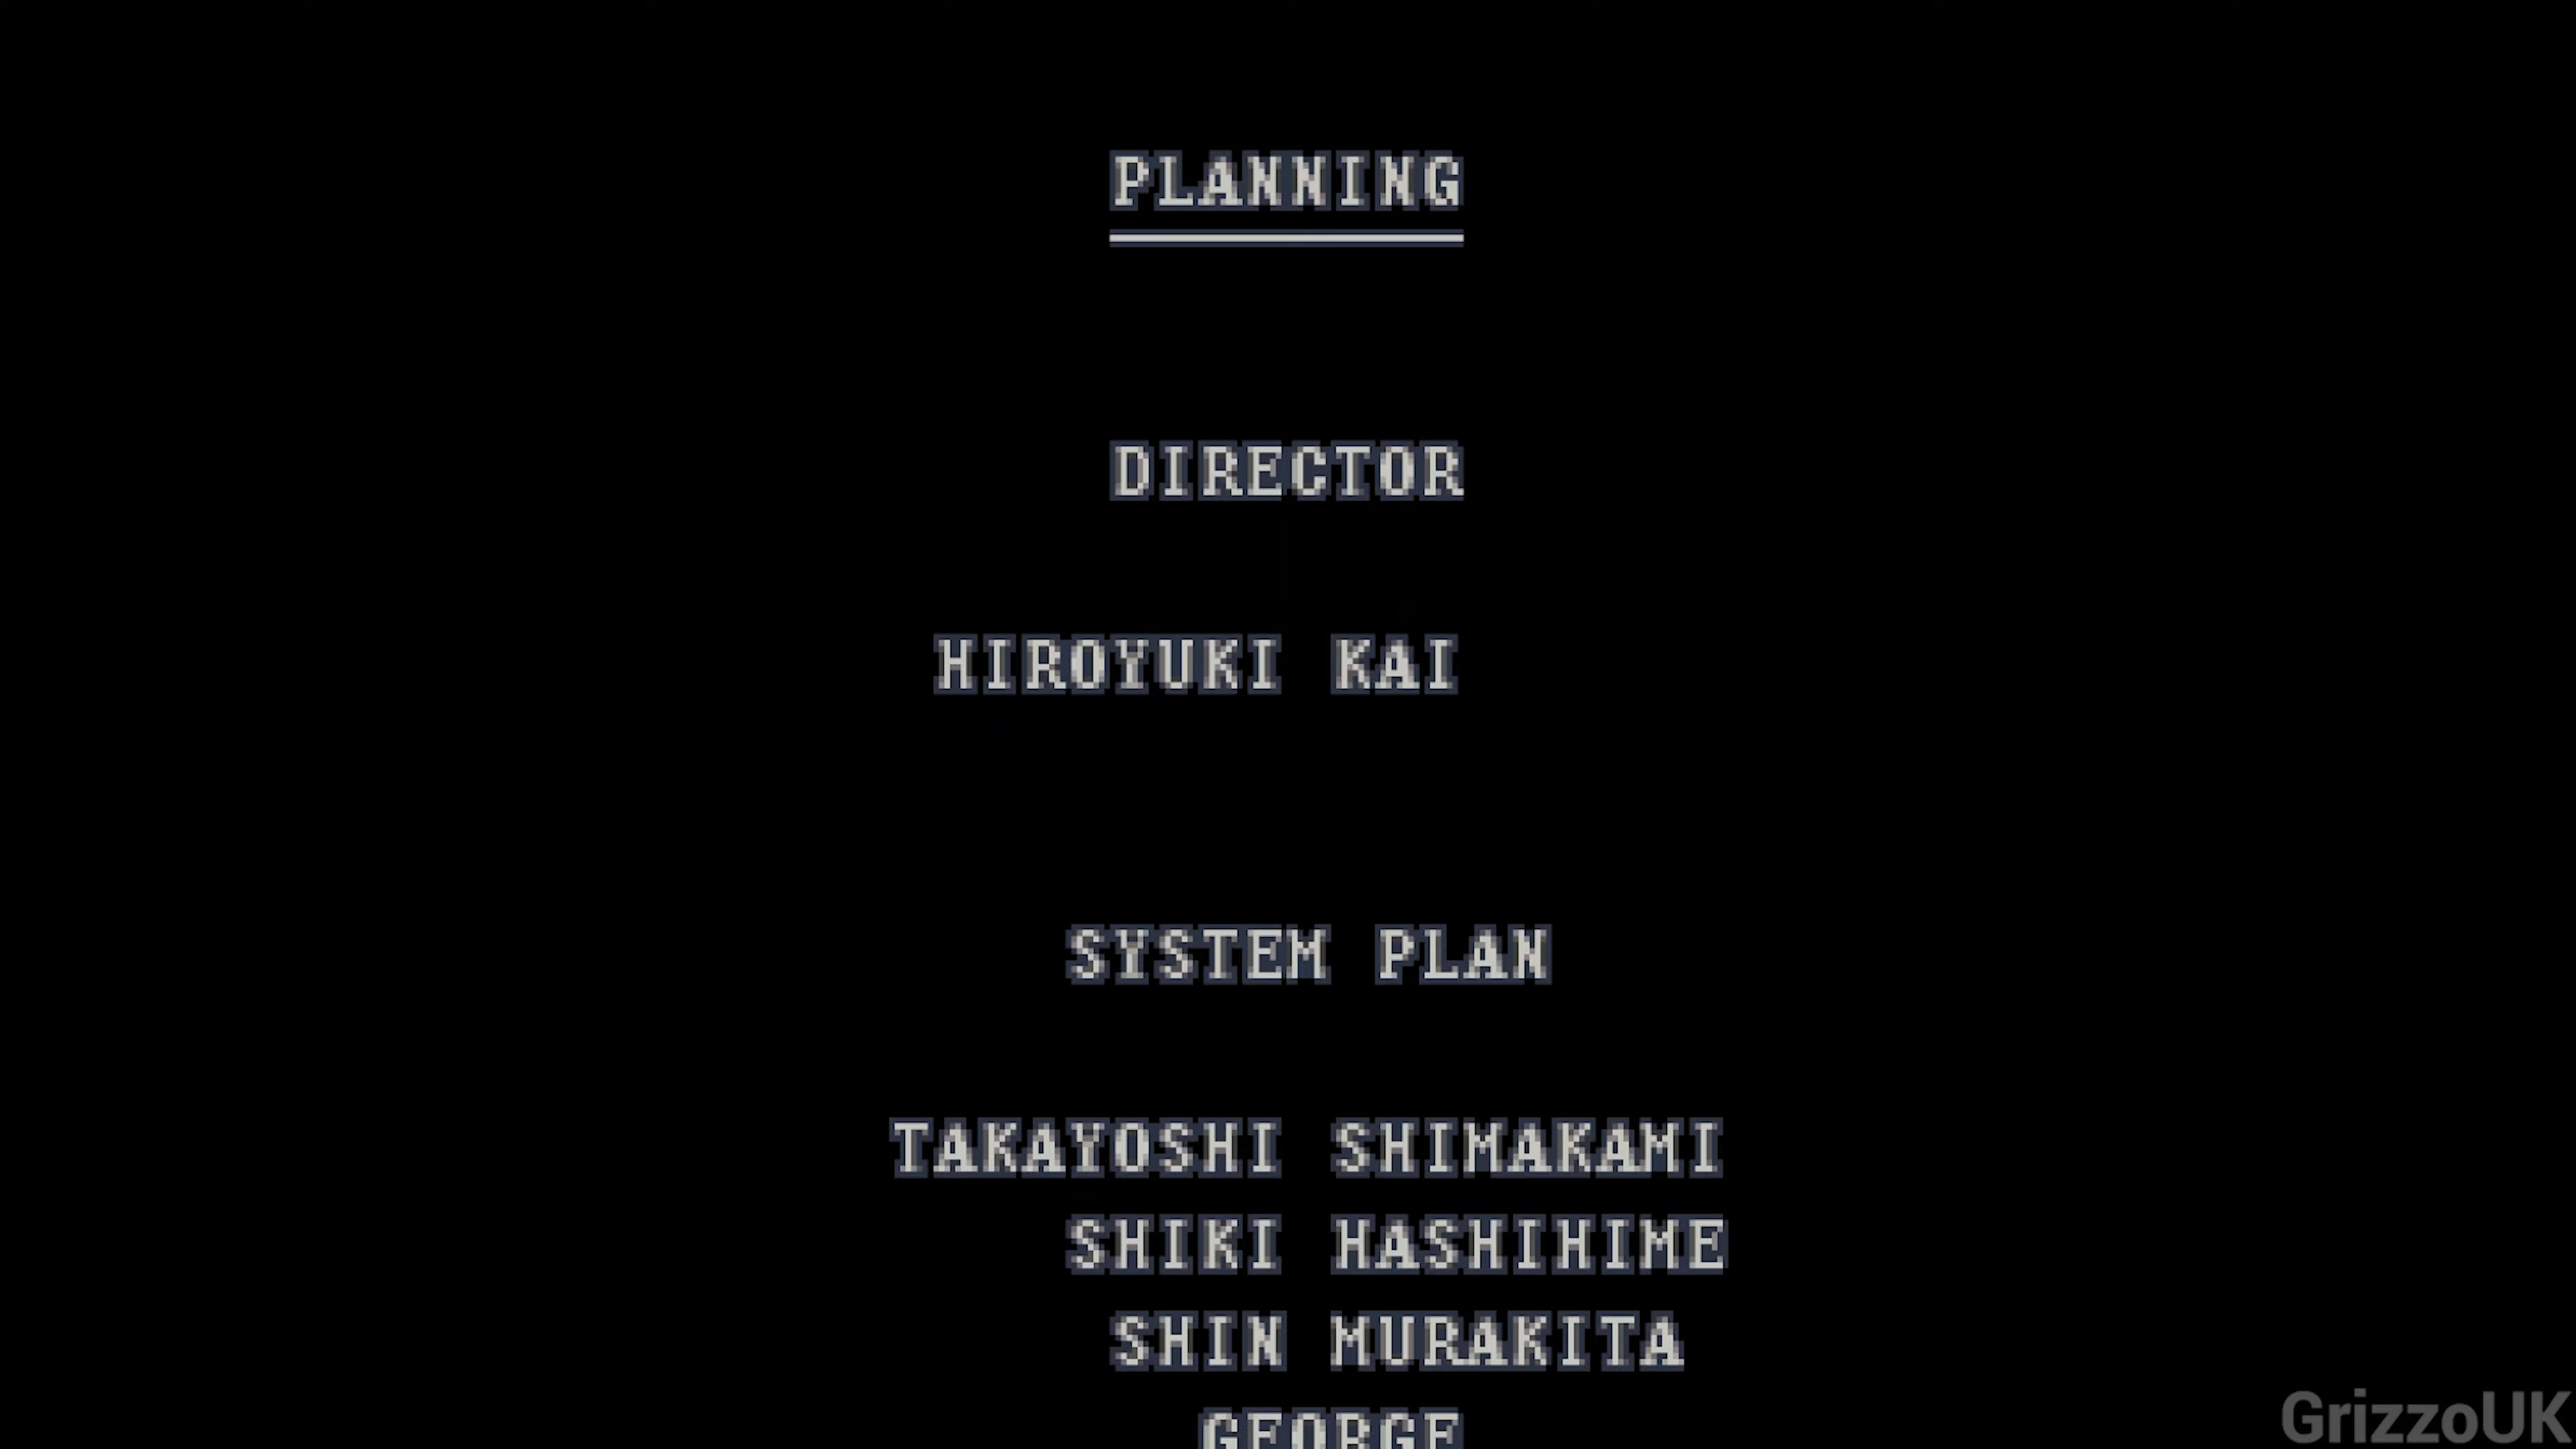 PLANNING
DIRECTOR
HIROYUKI KAI
SYSTEM PLAN
TAKAYOSHI SHIMAKAMI
SHIKI HASHIHIME
SHIN MURAKITA
GEORGE
GrizzoUK